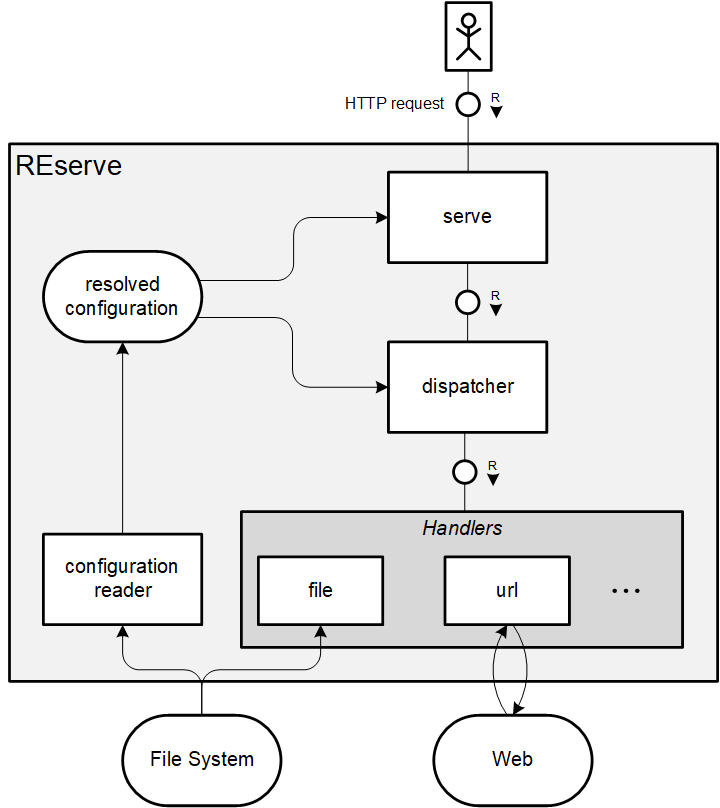 HTTP request
R
REserve
serve
resolved
configuration
R
dispatcher
R
Handlers
configuration
reader
file
url
...
File System
Web